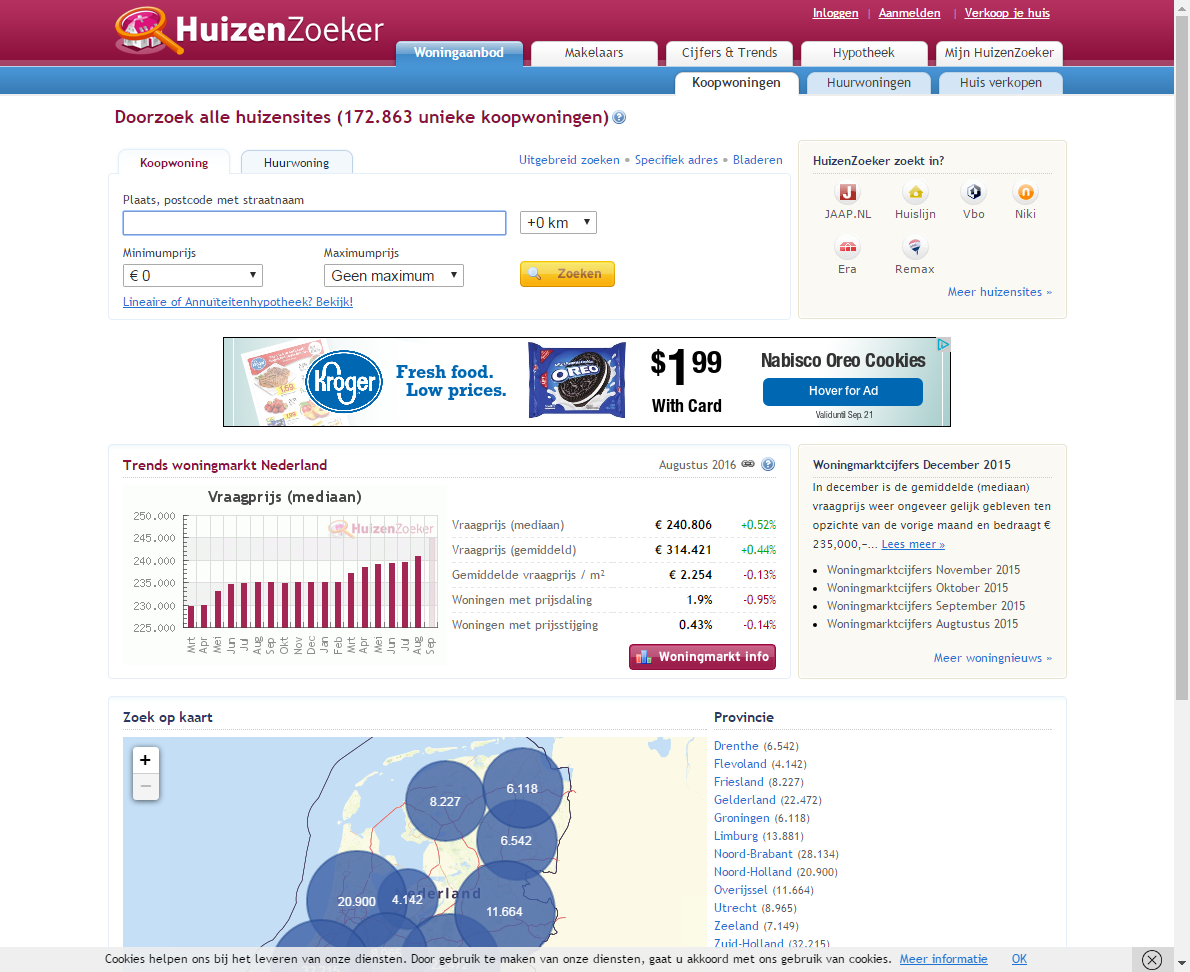 Inloggen | Aanmelden | Verkoop je huis
HuizenZoeker
Woningaanbod Makelaars Cijfers & Trends Hypotheek Mijn HuizenZoeker
Koopwoningen Huurwoningen Huis verkopen
Doorzoek alle huizensites (172.863 unieke koopwoningen) ?
Koopwoning Huurwoning
Uitgebreid zoeken • Specifiek adres • Bladeren
Plaats, postcode met straatnaam
+0 km
Minimumprijs Maximumprijs
€ 0 Geen maximum Zoeken
Lineaire of Annuïteitenhypotheek? Bekijk!
HuizenZoeker zoekt in?
JAAP.NL Huislijn Vbo Niki
Era Remax
Meer huizensites »
Kroger
Fresh food.
Low prices.
OREO
$1.99
With Card
Nabisco Oreo Cookies
Hover for Ad
Valid until Sep. 21
Trends woningmarkt Nederland
Augustus 2016 ?
Vraagprijs (mediaan)
HuizenZoeker
250.000
245.000
240.000
235.000
230.000
225.000
Mrt Apr Mei Jun Jul Aug Sep Okt Nov Dec Jan Feb Mrt Apr Mei Jun Jul Aug Sep
Vraagprijs (mediaan) € 240.806 +0.52%
Vraagprijs (gemiddeld) € 314.421 +0.44%
Gemiddelde vraagprijs / m² € 2.254 -0.13%
Woningen met prijsdaling 1.9% -0.95%
Woningen met prijsstijging 0.43% -0.14%
Woningmarkt info
Woningmarktcijfers December 2015
In december is de gemiddelde (mediaan)
vraagprijs weer ongeveer gelijk gebleven ten
opzichte van de vorige maand en bedraagt €
235,000,-... Lees meer »
• Woningmarktcijfers November 2015
• Woningmarktcijfers Oktober 2015
• Woningmarktcijfers September 2015
• Woningmarktcijfers Augtustus 2015
Meer woningnieuws »
Zoek op kaart
+
−
8.227
6.118
6.542
20.900
4.142
11.664
Provincie
Drenthe (6.542)
Flevoland (4.142)
Friesland (8.227)
Gelderland (22.472)
Groningen (6.118)
Limburg (13.881)
Noord-Brabant (28.134)
Noord-Holland (20.900)
Overijssel (11.664)
Utrecht (8.965)
Zeeland (7.149)
Zuid-Holland (32.215)
Cookies helpen ons bij het leveren van onze diensten. Door gebruik te maken van onze diensten, gaat u akkoord met ons gebruik van cookies. Meer informatie OK